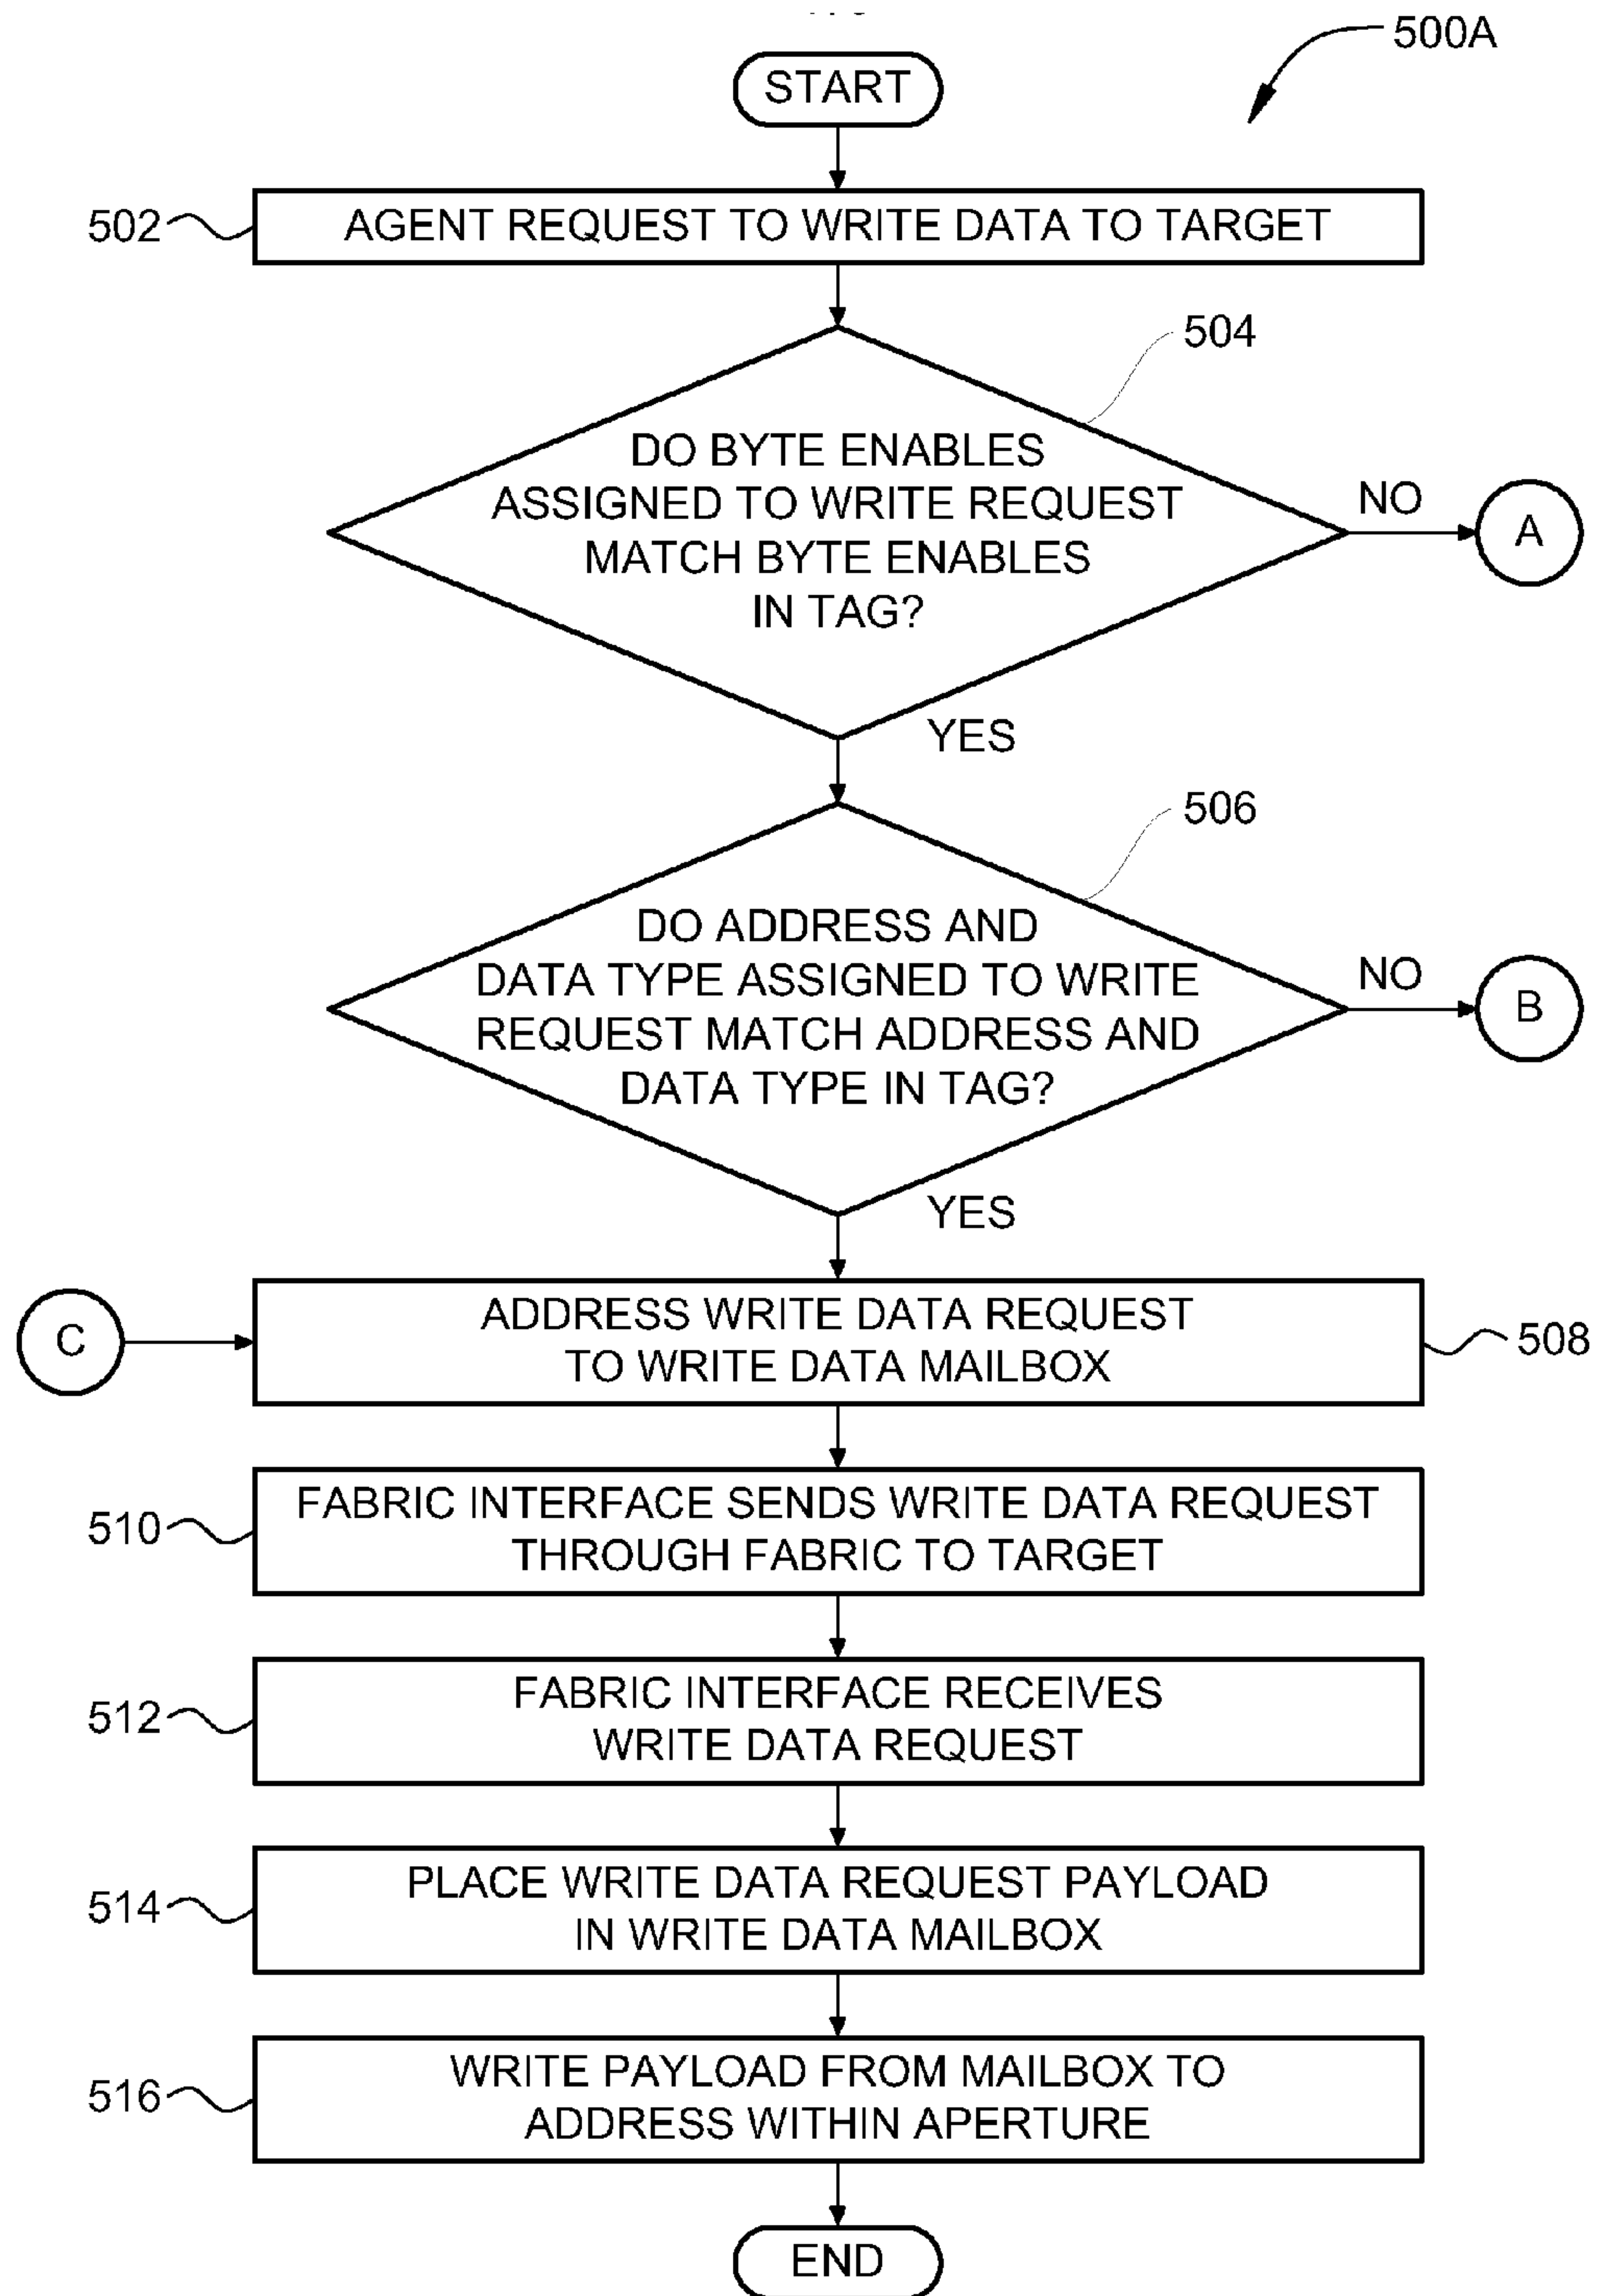 500A
START
502
AGENT REQUEST TO WRITE DATA TO TARGET
504
DO BYTE ENABLES
ASSIGNED TO WRITE REQUEST
MATCH BYTE ENABLES
IN TAG?
NO
A
YES
506
DO ADDRESS AND
DATA TYPE ASSIGNED TO WRITE
REQUEST MATCH ADDRESS AND
DATA TYPE IN TAG?
NO
B
YES
C
ADDRESS WRITE DATA REQUEST
TO WRITE DATA MAILBOX
508
510
FABRIC INTERFACE SENDS WRITE DATA REQUEST
THROUGH FABRIC TO TARGET
512
FABRIC INTERFACE RECEIVES
WRITE DATA REQUEST
514
PLACE WRITE DATA REQUEST PAYLOAD
IN WRITE DATA MAILBOX
516
WRITE PAYLOAD FROM MAILBOX TO
ADDRESS WITHIN APERTURE
END